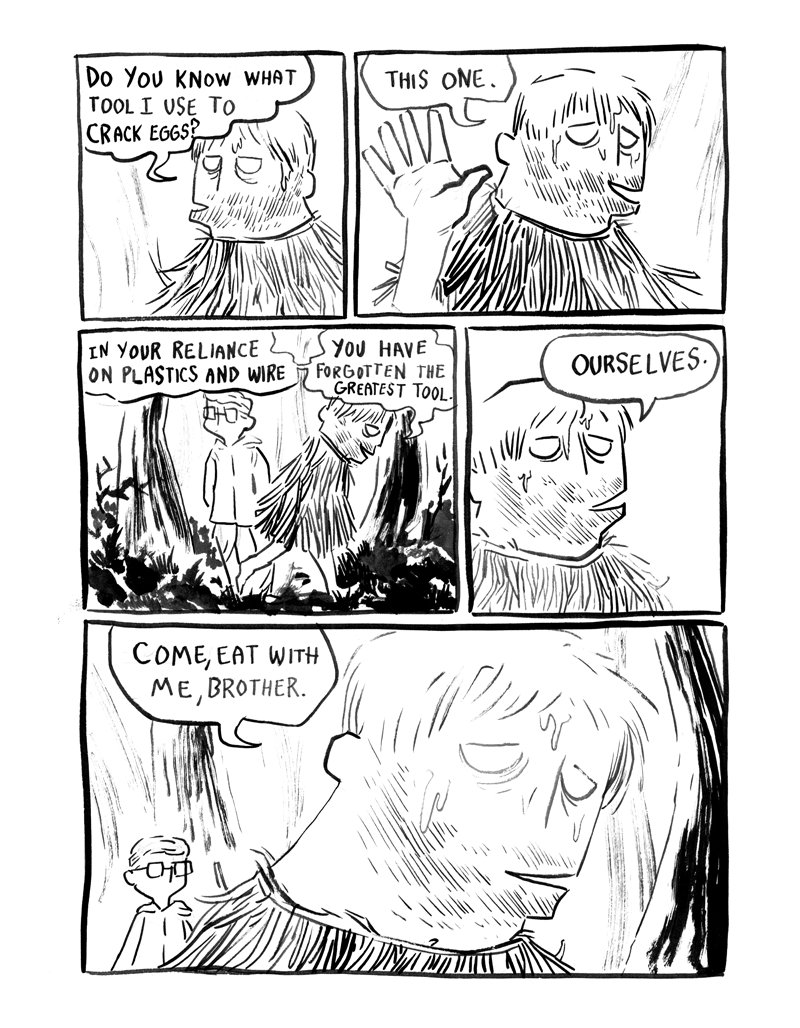 DO YOU KNOW WHAT
TOOL I USE TO
CRACK EGGS?
THIS ONE.
IN YOUR RELIANCE
ON PLASTICS AND WIRE
YOU HAVE
FORGOTTEN THE
GREATEST TOOL.
OURSELVES.
COME, EAT WITH
ME, BROTHER.